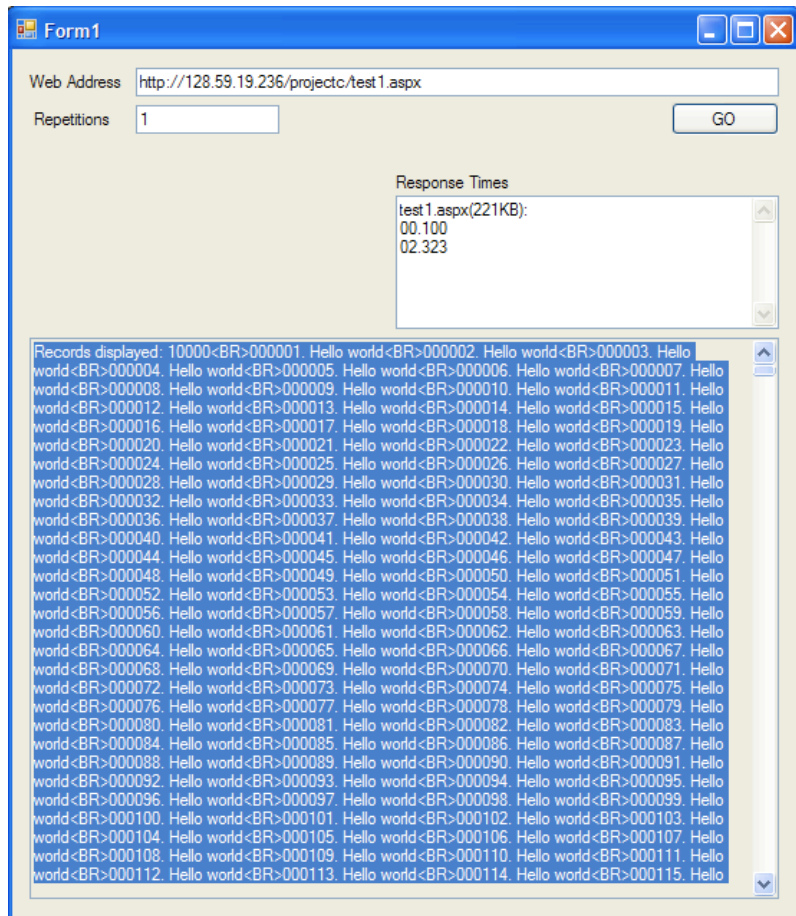 Form1
Web Address http://128.59.19.236/projectc/test1.aspx
Repetitions 1 GO
Response Times
test1.aspx(221KB):
00.100
02.323
Records displayed: 10000<BR>000001. Hello world<BR>000002. Hello world<BR>000003. Hello
world<BR>000004. Hello world<BR>000005. Hello world<BR>000006. Hello world<BR>000007. Hello
world<BR>000008. Hello world<BR>000009. Hello world<BR>000010. Hello world<BR>000011. Hello
world<BR>000012. Hello world<BR>000013. Hello world<BR>000014. Hello world<BR>000015. Hello
world<BR>000016. Hello world<BR>000017. Hello world<BR>000018. Hello world<BR>000019. Hello
world<BR>000020. Hello world<BR>000021. Hello world<BR>000022. Hello world<BR>000023. Hello
world<BR>000024. Hello world<BR>000025. Hello world<BR>000026. Hello world<BR>000027. Hello
world<BR>000028. Hello world<BR>000029. Hello world<BR>000030. Hello world<BR>000031. Hello
world<BR>000032. Hello world<BR>000033. Hello world<BR>000034. Hello world<BR>000035. Hello
world<BR>000036. Hello world<BR>000037. Hello world<BR>000038. Hello world<BR>000039. Hello
world<BR>000040. Hello world<BR>000041. Hello world<BR>000042. Hello world<BR>000043. Hello
world<BR>000044. Hello world<BR>000045. Hello world<BR>000046. Hello world<BR>000047. Hello
world<BR>000048. Hello world<BR>000049. Hello world<BR>000050. Hello world<BR>000051. Hello
world<BR>000052. Hello world<BR>000053. Hello world<BR>000054. Hello world<BR>000055. Hello
world<BR>000056. Hello world<BR>000057. Hello world<BR>000058. Hello world<BR>000059. Hello
world<BR>000060. Hello world<BR>000061. Hello world<BR>000062. Hello world<BR>000063. Hello
world<BR>000064. Hello world<BR>000065. Hello world<BR>000066. Hello world<BR>000067. Hello
world<BR>000068. Hello world<BR>000069. Hello world<BR>000070. Hello world<BR>000071. Hello
world<BR>000072. Hello world<BR>000073. Hello world<BR>000074. Hello world<BR>000075. Hello
world<BR>000076. Hello world<BR>000077. Hello world<BR>000078. Hello world<BR>000079. Hello
world<BR>000080. Hello world<BR>000081. Hello world<BR>000082. Hello world<BR>000083. Hello
world<BR>000084. Hello world<BR>000085. Hello world<BR>000086. Hello world<BR>000087. Hello
world<BR>000088. Hello world<BR>000089. Hello world<BR>000090. Hello world<BR>000091. Hello
world<BR>000092. Hello world<BR>000093. Hello world<BR>000094. Hello world<BR>000095. Hello
world<BR>000096. Hello world<BR>000097. Hello world<BR>000098. Hello world<BR>000099. Hello
world<BR>000100. Hello world<BR>000101. Hello world<BR>000102. Hello world<BR>000103. Hello
world<BR>000104. Hello world<BR>000105. Hello world<BR>000106. Hello world<BR>000107. Hello
world<BR>000108. Hello world<BR>000109. Hello world<BR>000110. Hello world<BR>000111. Hello
world<BR>000112. Hello world<BR>000113. Hello world<BR>000114. Hello world<BR>000115. Hello